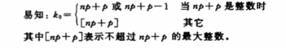 易知：k₀={np+p 或 np+p-1　当 np+p 是整数时
[np+p]　其它
其中[np+p]表示不超过 np+p 的最大整数。